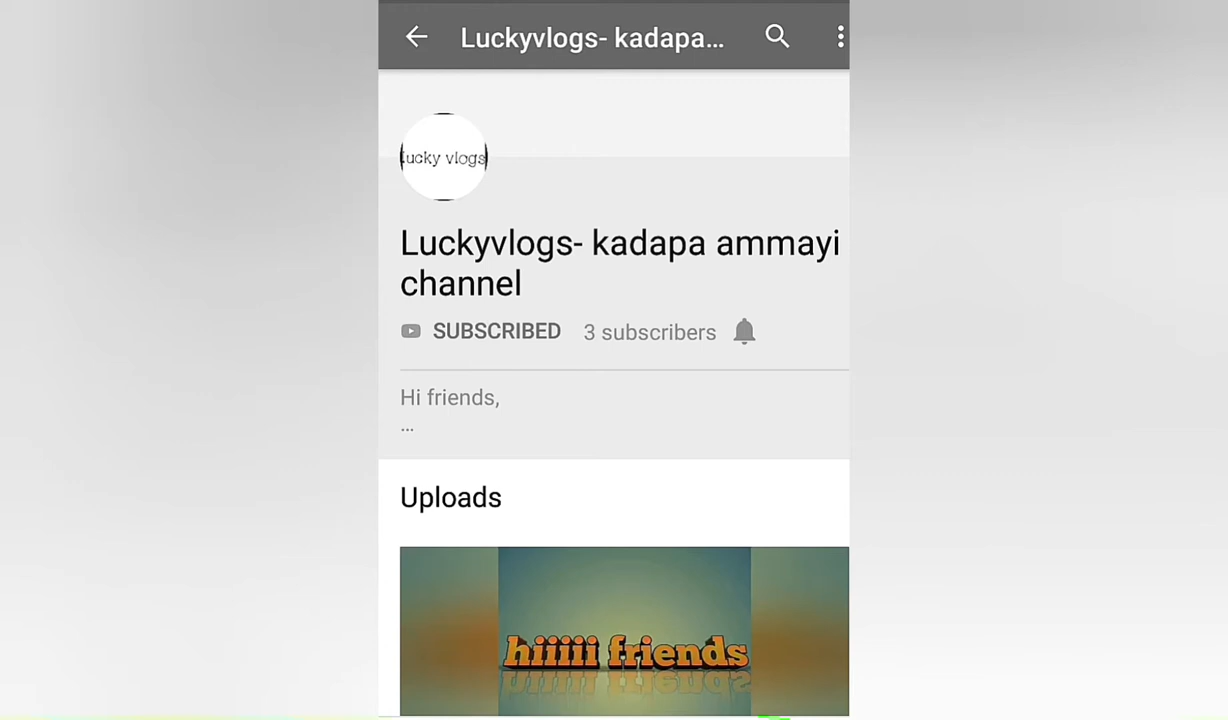 Luckyvlogs- kadapa...
lucky vlogs
Luckyvlogs- kadapa ammayi
channel
SUBSCRIBED 3 subscribers
Hi friends,
...
Uploads
hiiiii friends